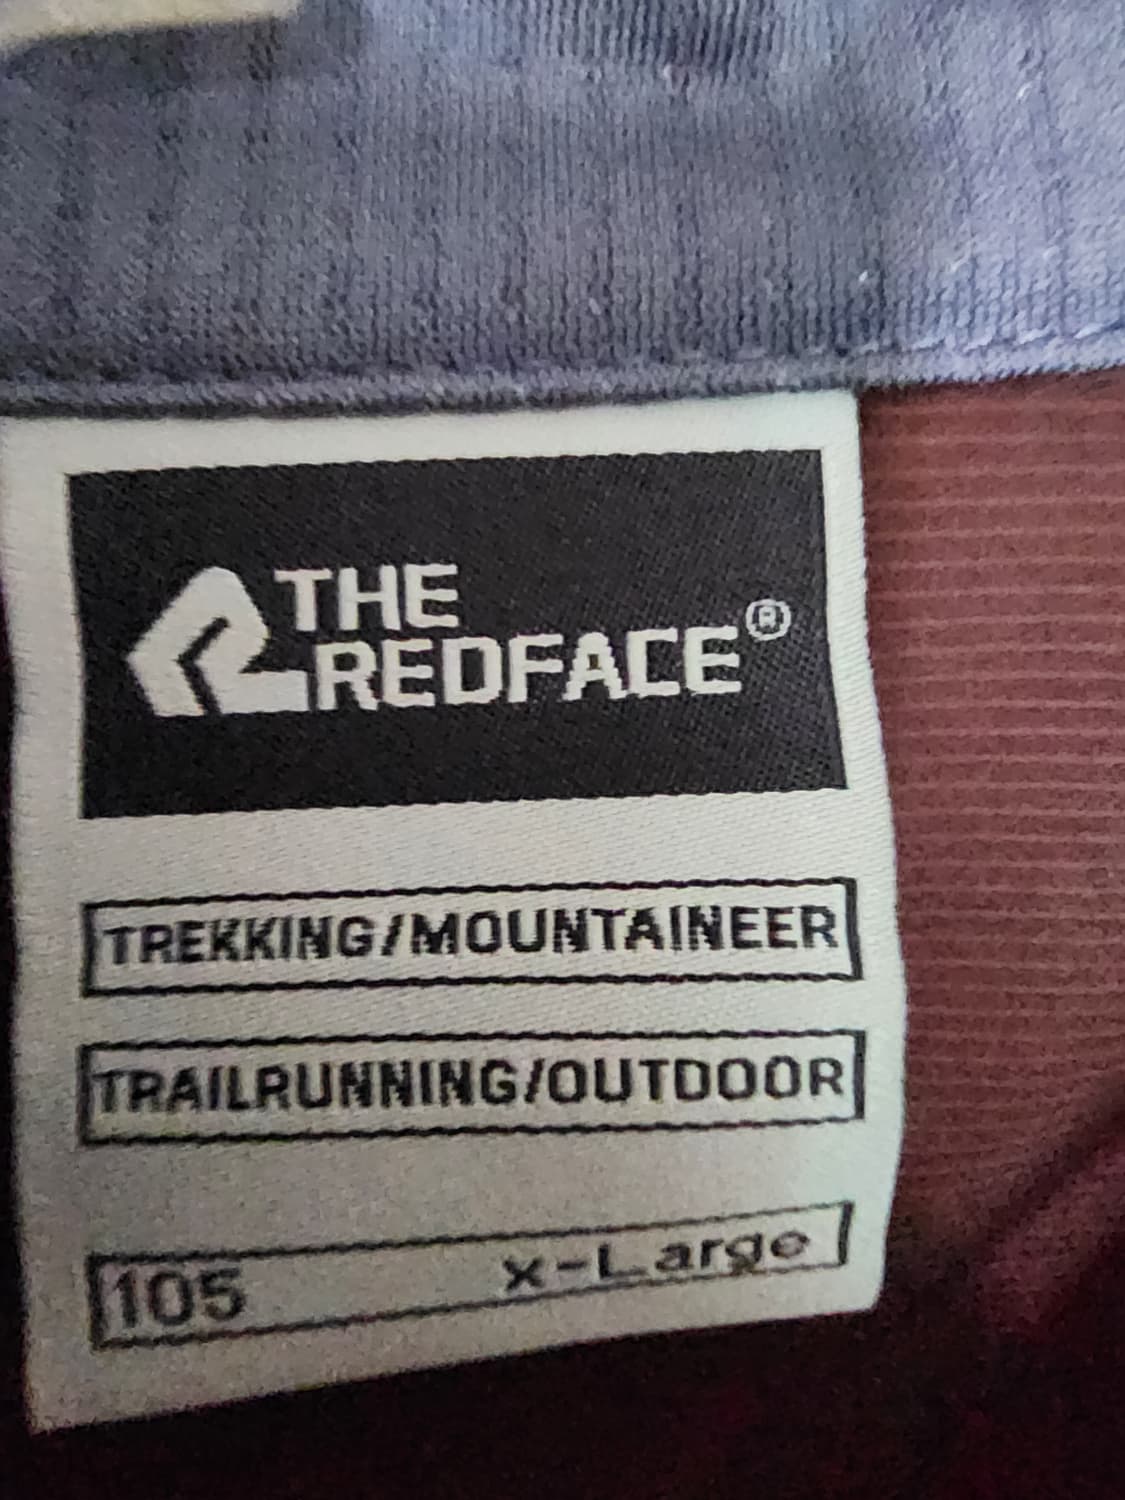 THE
REDFACE®
TREKKING/MOUNTAINEER
TRAILRUNNING/OUTDOOR
105 x-Large